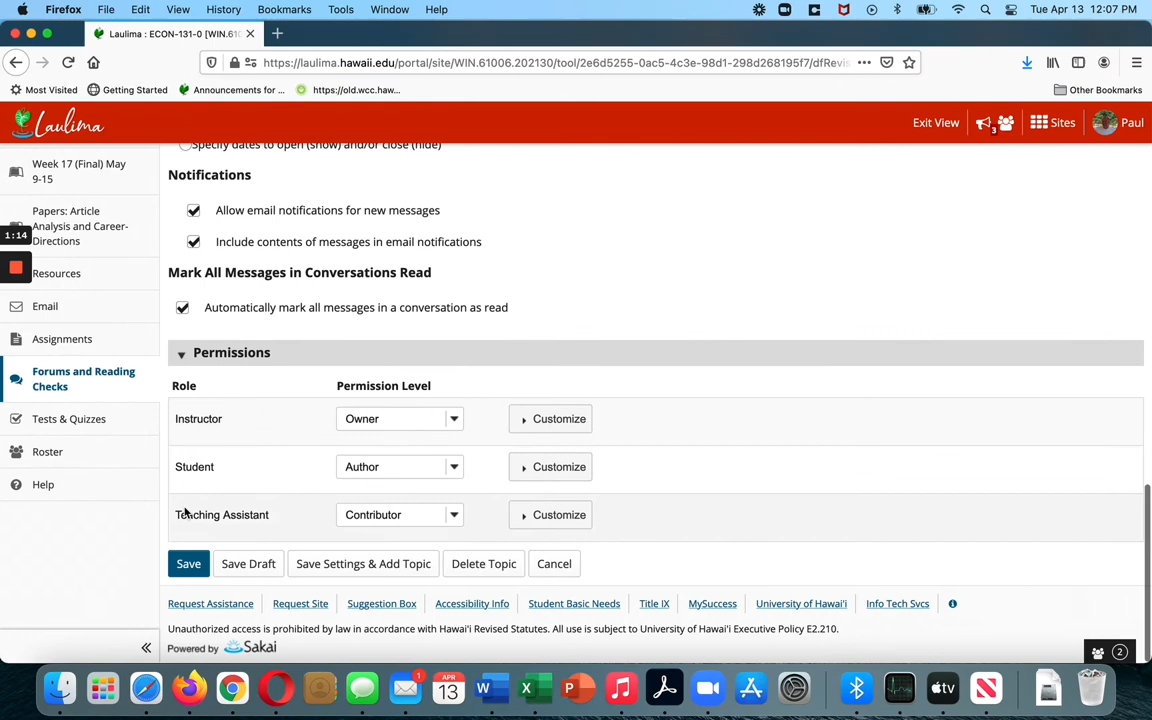 Firefox File Edit View History Bookmarks Tools Window Help Tue Apr 13 12:07 PM
Laulima : ECON-131-0 [WIN.610
https://laulima.hawaii.edu/portal/site/WIN.61006.202130/tool/2e6d5255-0ac5-4c3e-98d1-298d268195f7/dfRevis
Most Visited Getting Started Announcements for ... https://old.wcc.haw... Other Bookmarks
Laulima Exit View 3 Sites Paul
Specify dates to open (show) and/or close (hide)
Week 17 (Final) May
9-15
Papers: Article
Analysis and Career-
Directions
1:14
Resources
Email
Assignments
Forums and Reading
Checks
Tests & Quizzes
Roster
Help
Notifications
Allow email notifications for new messages
Include contents of messages in email notifications
Mark All Messages in Conversations Read
Automatically mark all messages in a conversation as read
Permissions
Role Permission Level
Instructor Owner Customize
Student Author Customize
Teaching Assistant Contributor Customize
Save Save Draft Save Settings & Add Topic Delete Topic Cancel
Request Assistance Request Site Suggestion Box Accessibility Info Student Basic Needs Title IX MySuccess University of Hawai'i Info Tech Svcs
Unauthorized access is prohibited by law in accordance with Hawai'i Revised Statutes. All use is subject to University of Hawai'i Executive Policy E2.210.
Powered by Sakai
2
1
APR
13
W X P tv